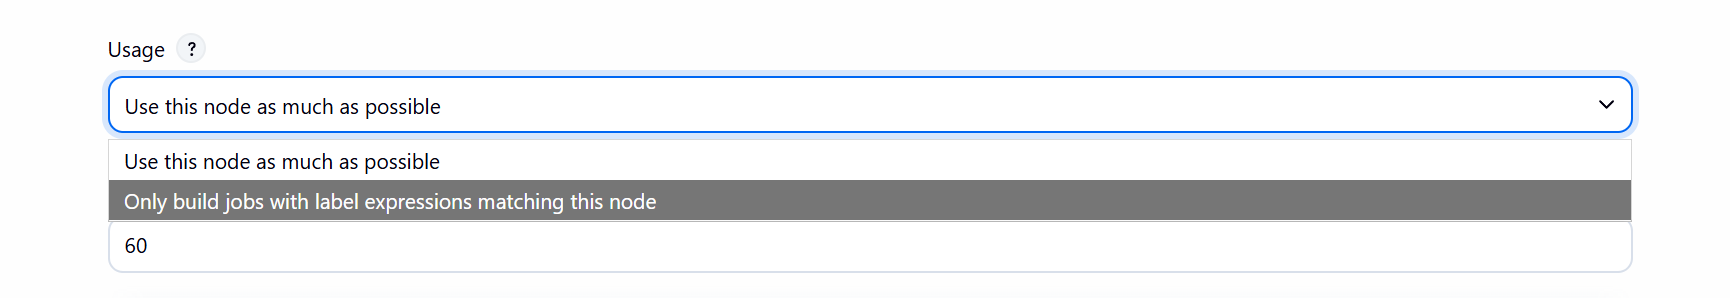 Usage ?
Use this node as much as possible
Use this node as much as possible
Only build jobs with label expressions matching this node
60